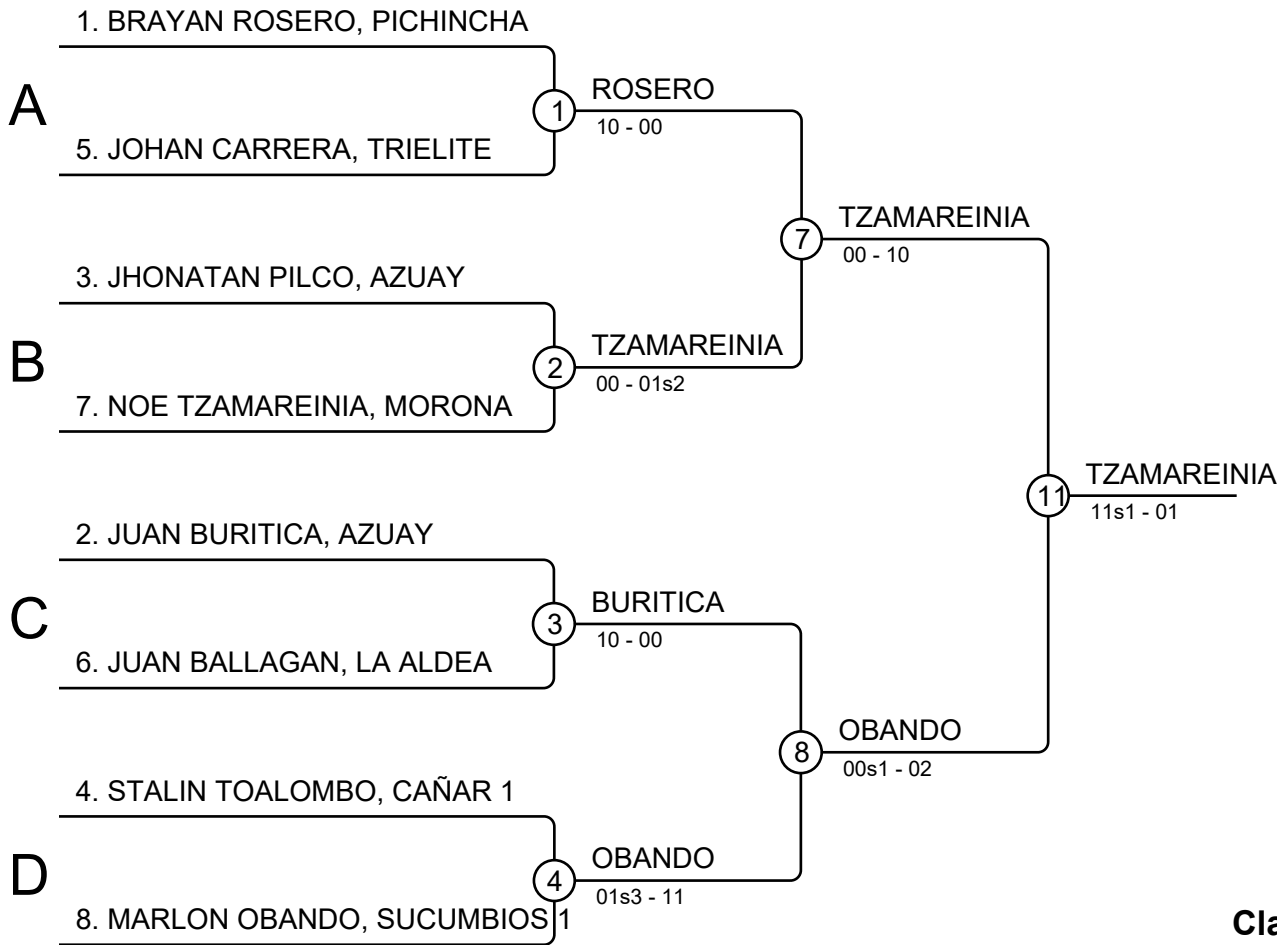 1. BRAYAN ROSERO, PICHINCHA
A
1
ROSERO
10 - 00
5. JOHAN CARRERA, TRIELITE
7
TZAMAREINIA
00 - 10
3. JHONATAN PILCO, AZUAY
B
2
TZAMAREINIA
00 - 01s2
7. NOE TZAMAREINIA, MORONA
11
TZAMAREINIA
11s1 - 01
2. JUAN BURITICA, AZUAY
C
3
BURITICA
10 - 00
6. JUAN BALLAGAN, LA ALDEA
8
OBANDO
00s1 - 02
4. STALIN TOALOMBO, CAÑAR 1
D
4
OBANDO
01s3 - 11
8. MARLON OBANDO, SUCUMBIOS 1
Cla